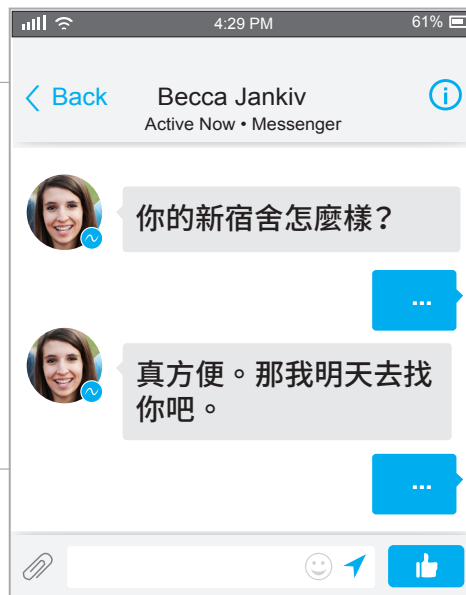 4:29 PM
61%
Back
Becca Jankiv
Active Now • Messenger
你的新宿舍怎麼樣？
...
真方便。那我明天去找
你吧。
...